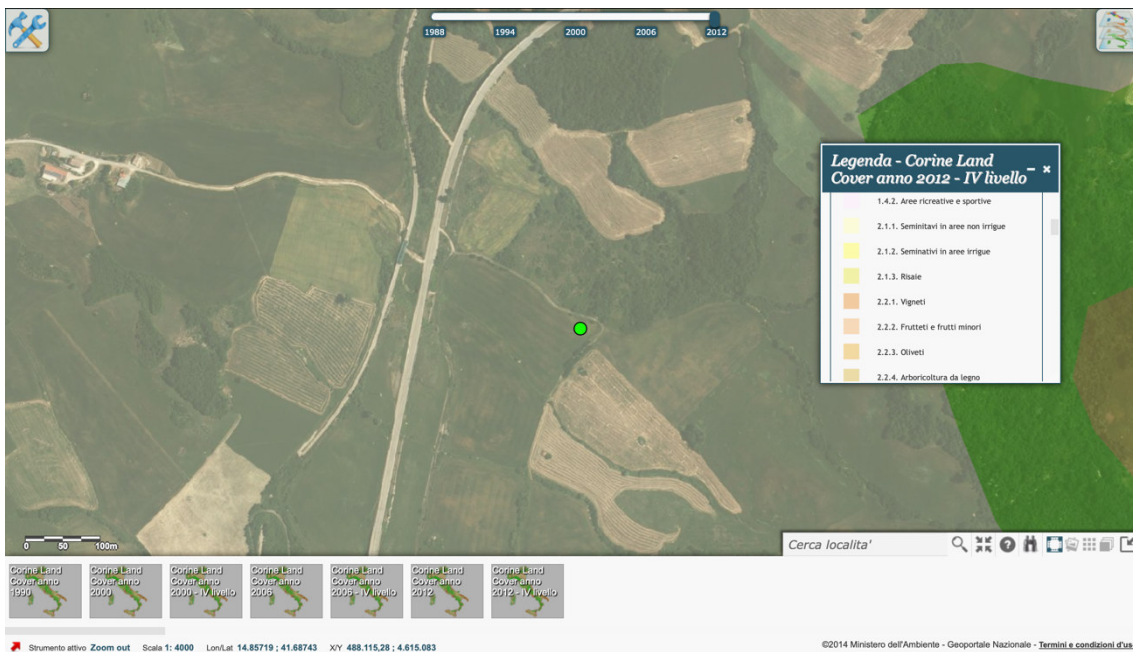 1988 1994 2000 2006 2012
Legenda - Corine Land
Cover anno 2012 - IV livello
1.4.2. Aree ricreative e sportive
2.1.1. Seminitavi in aree non irrigue
2.1.2. Seminativi in aree irrigue
2.1.3. Risaie
2.2.1. Vigneti
2.2.2. Frutteti e frutti minori
2.2.3. Oliveti
2.2.4. Arboricoltura da legno
0 50 100m
Cerca localita'
Corine Land
Cover anno
1990
Corine Land
Cover anno
2000
Corine Land
Cover anno
2000 - IV livello
Corine Land
Cover anno
2006
Corine Land
Cover anno
2006 - IV livello
Corine Land
Cover anno
2012
Corine Land
Cover anno
2012 - IV livello
Strumento attivo Zoom out Scala 1: 4000 Lon/Lat 14.85719 ; 41.68743 X/Y 488.115,28 ; 4.615.083
©2014 Ministero dell'Ambiente - Geoportale Nazionale - Termini e condizioni d'us